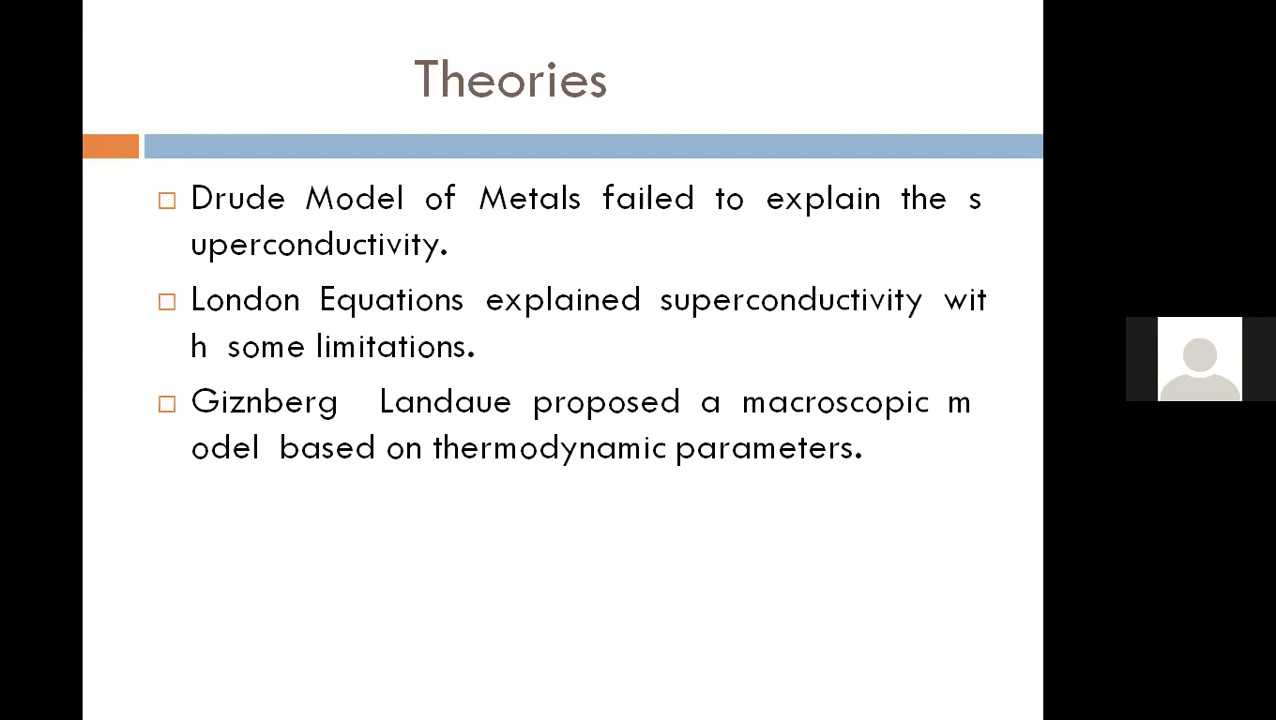 Theories
Drude Model of Metals failed to explain the s
uperconductivity.
London Equations explained superconductivity wit
h some limitations.
Giznberg Landaue proposed a macroscopic m
odel based on thermodynamic parameters.